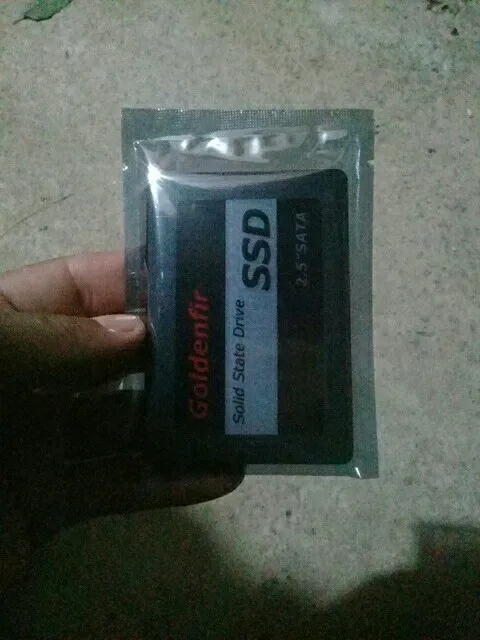 Goldenfir
Solid State Drive SSD
2.5"SATA